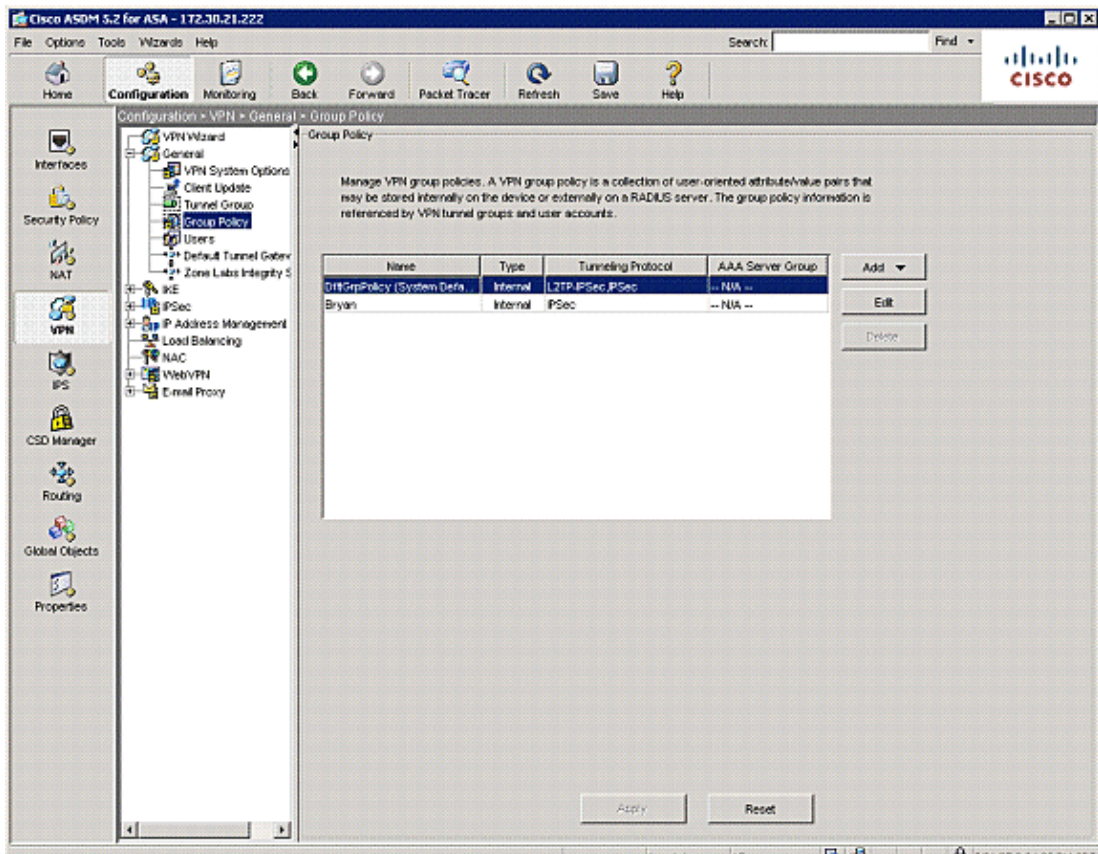 Cisco ASDM 5.2 for ASA - 172.30.21.222
File Options Tools Wizards Help
Search:
Find
Home
Configuration
Monitoring
Back
Forward
Packet Tracer
Refresh
Save
Help
CISCO
Configuration > VPN > General > Group Policy
Interfaces
Security Policy
NAT
VPN
IPS
CSD Manager
Routing
Global Objects
Properties
VPN Wizard
General
VPN System Options
Client Update
Tunnel Group
Group Policy
Users
Default Tunnel Gatev
Zone Labs Integrity S
IKE
IPSec
IP Address Management
Load Balancing
NAC
WebVPN
E-mail Proxy
Group Policy
Manage VPN group policies. A VPN group policy is a collection of user-oriented attribute/value pairs that
may be stored internally on the device or externally on a RADIUS server. The group policy information is
referenced by VPN tunnel groups and user accounts.
Name Type Tunneling Protocol AAA Server Group
DfltGrpPolicy (System Defa... Internal L2TP-IPSec,IPSec -- N/A --
Bryan Internal IPSec -- N/A --
Add
Edit
Delete
Apply
Reset